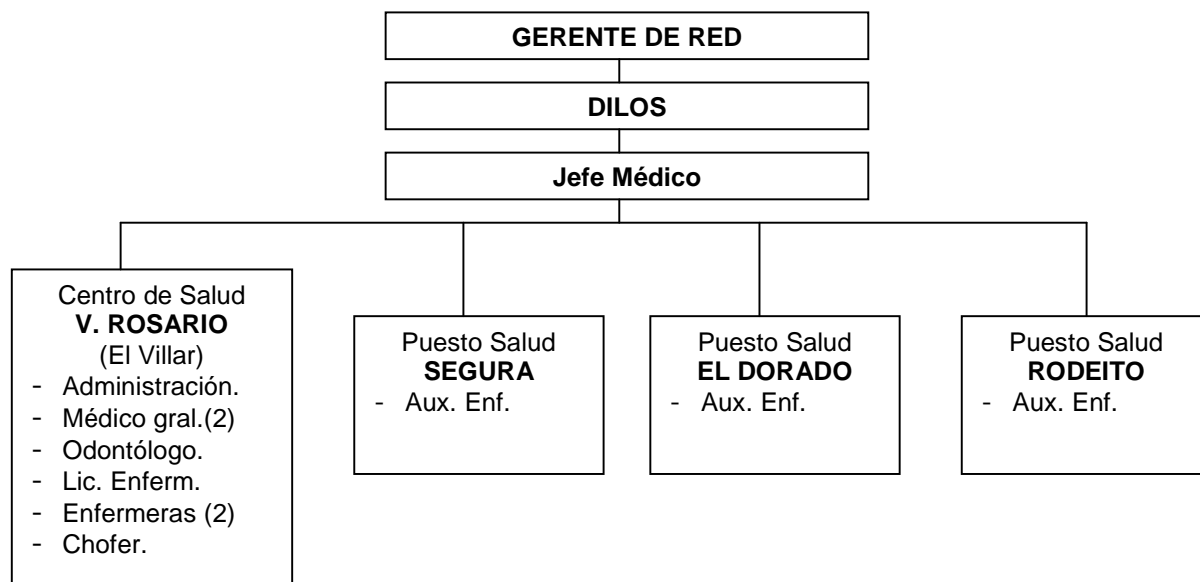 GERENTE DE RED
DILOS
Jefe Médico
Centro de Salud
V. ROSARIO
(El Villar)
- Administración.
- Médico gral.(2)
- Odontólogo.
- Lic. Enferm.
- Enfermeras (2)
- Chofer.
Puesto Salud
SEGURA
- Aux. Enf.
Puesto Salud
EL DORADO
- Aux. Enf.
Puesto Salud
RODEITO
- Aux. Enf.